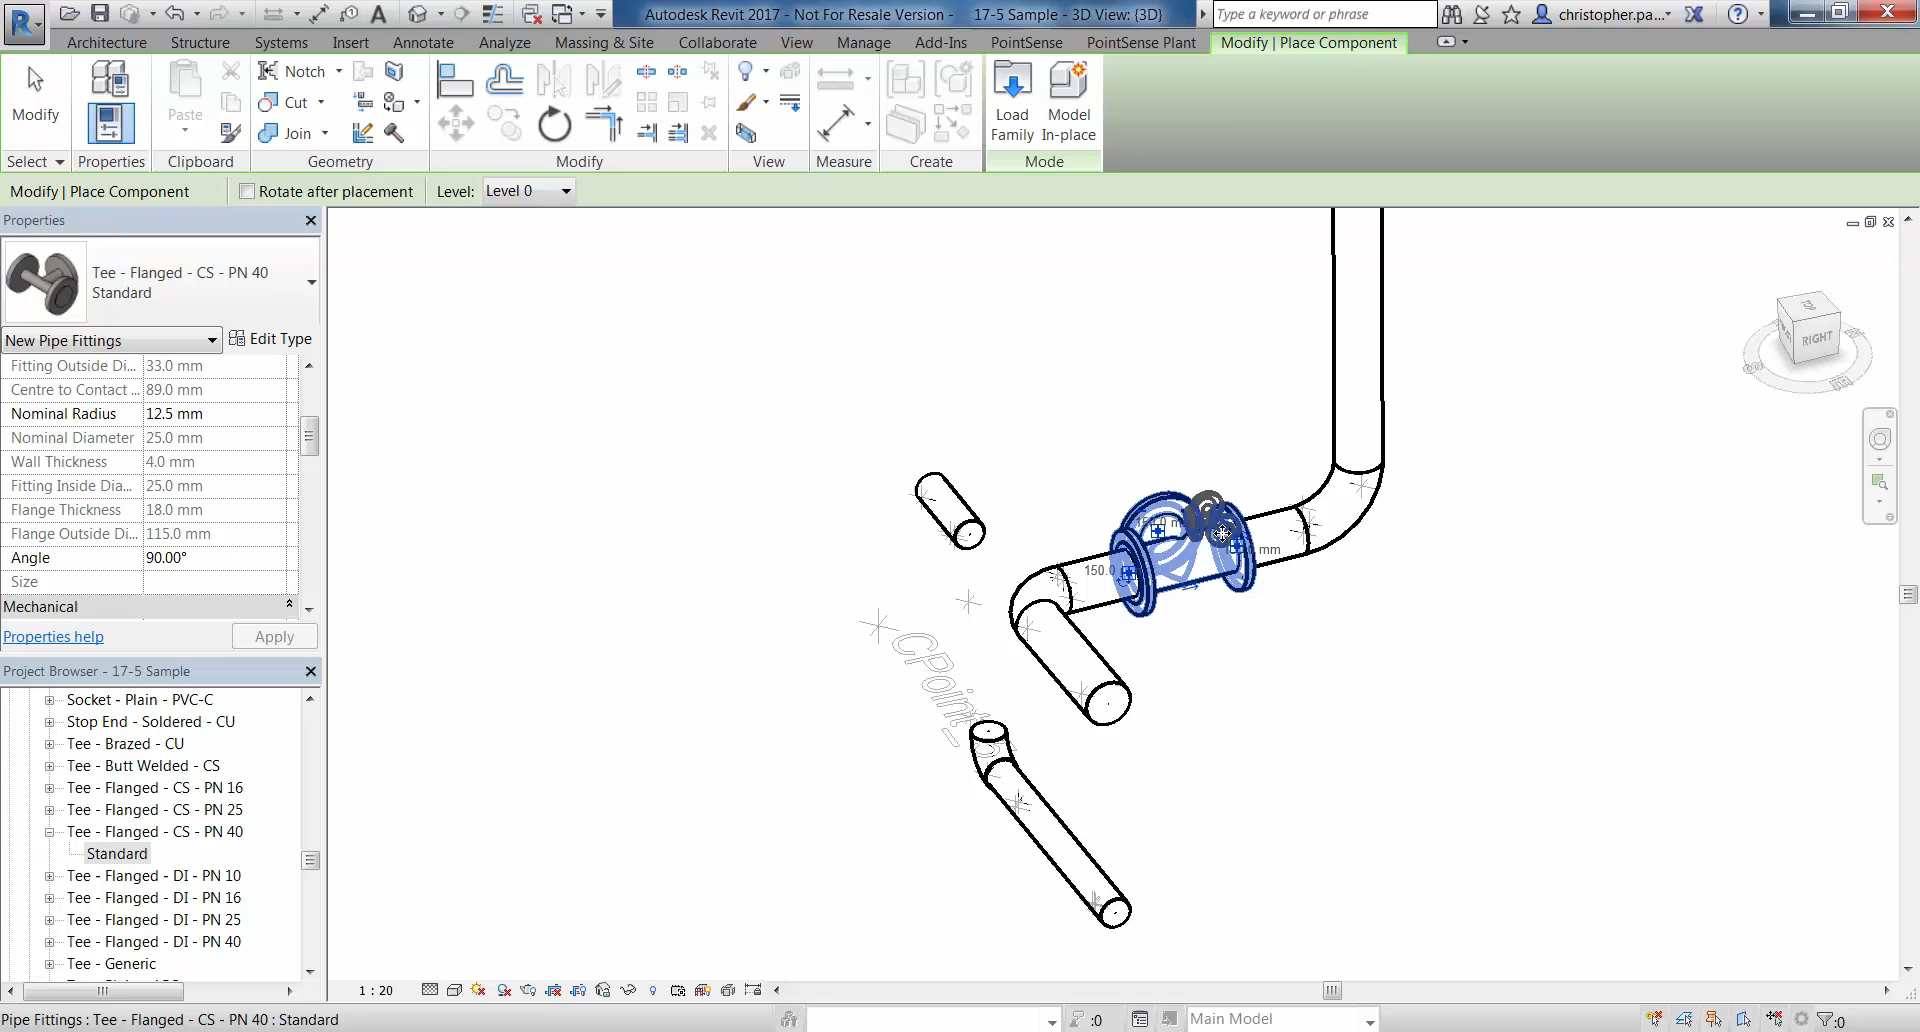 Autodesk Revit 2017 - Not For Resale Version - 17-5 Sample - 3D View: {3D}
Type a keyword or phrase
christopher.pa...
Architecture Structure Systems Insert Annotate Analyze Massing & Site Collaborate View Manage Add-Ins PointSense PointSense Plant Modify | Place Component
Modify
Paste
Notch
Cut
Join
Load Family
Model In-place
Select Properties Clipboard Geometry Modify View Measure Create Mode
Modify | Place Component Rotate after placement Level: Level 0
Properties
Tee - Flanged - CS - PN 40
Standard
New Pipe Fittings Edit Type
Fitting Outside Di... 33.0 mm
Centre to Contact ... 89.0 mm
Nominal Radius 12.5 mm
Nominal Diameter 25.0 mm
Wall Thickness 4.0 mm
Fitting Inside Dia... 25.0 mm
Flange Thickness 18.0 mm
Flange Outside Di... 115.0 mm
Angle 90.00°
Size
Mechanical
Properties help Apply
Project Browser - 17-5 Sample
Socket - Plain - PVC-C
Stop End - Soldered - CU
Tee - Brazed - CU
Tee - Butt Welded - CS
Tee - Flanged - CS - PN 16
Tee - Flanged - CS - PN 25
Tee - Flanged - CS - PN 40
Standard
Tee - Flanged - DI - PN 10
Tee - Flanged - DI - PN 16
Tee - Flanged - DI - PN 25
Tee - Flanged - DI - PN 40
Tee - Generic
TOP
RIGHT
150.0
mm
CPoint_
1 : 20
Pipe Fittings : Tee - Flanged - CS - PN 40 : Standard
:0
Main Model
:0